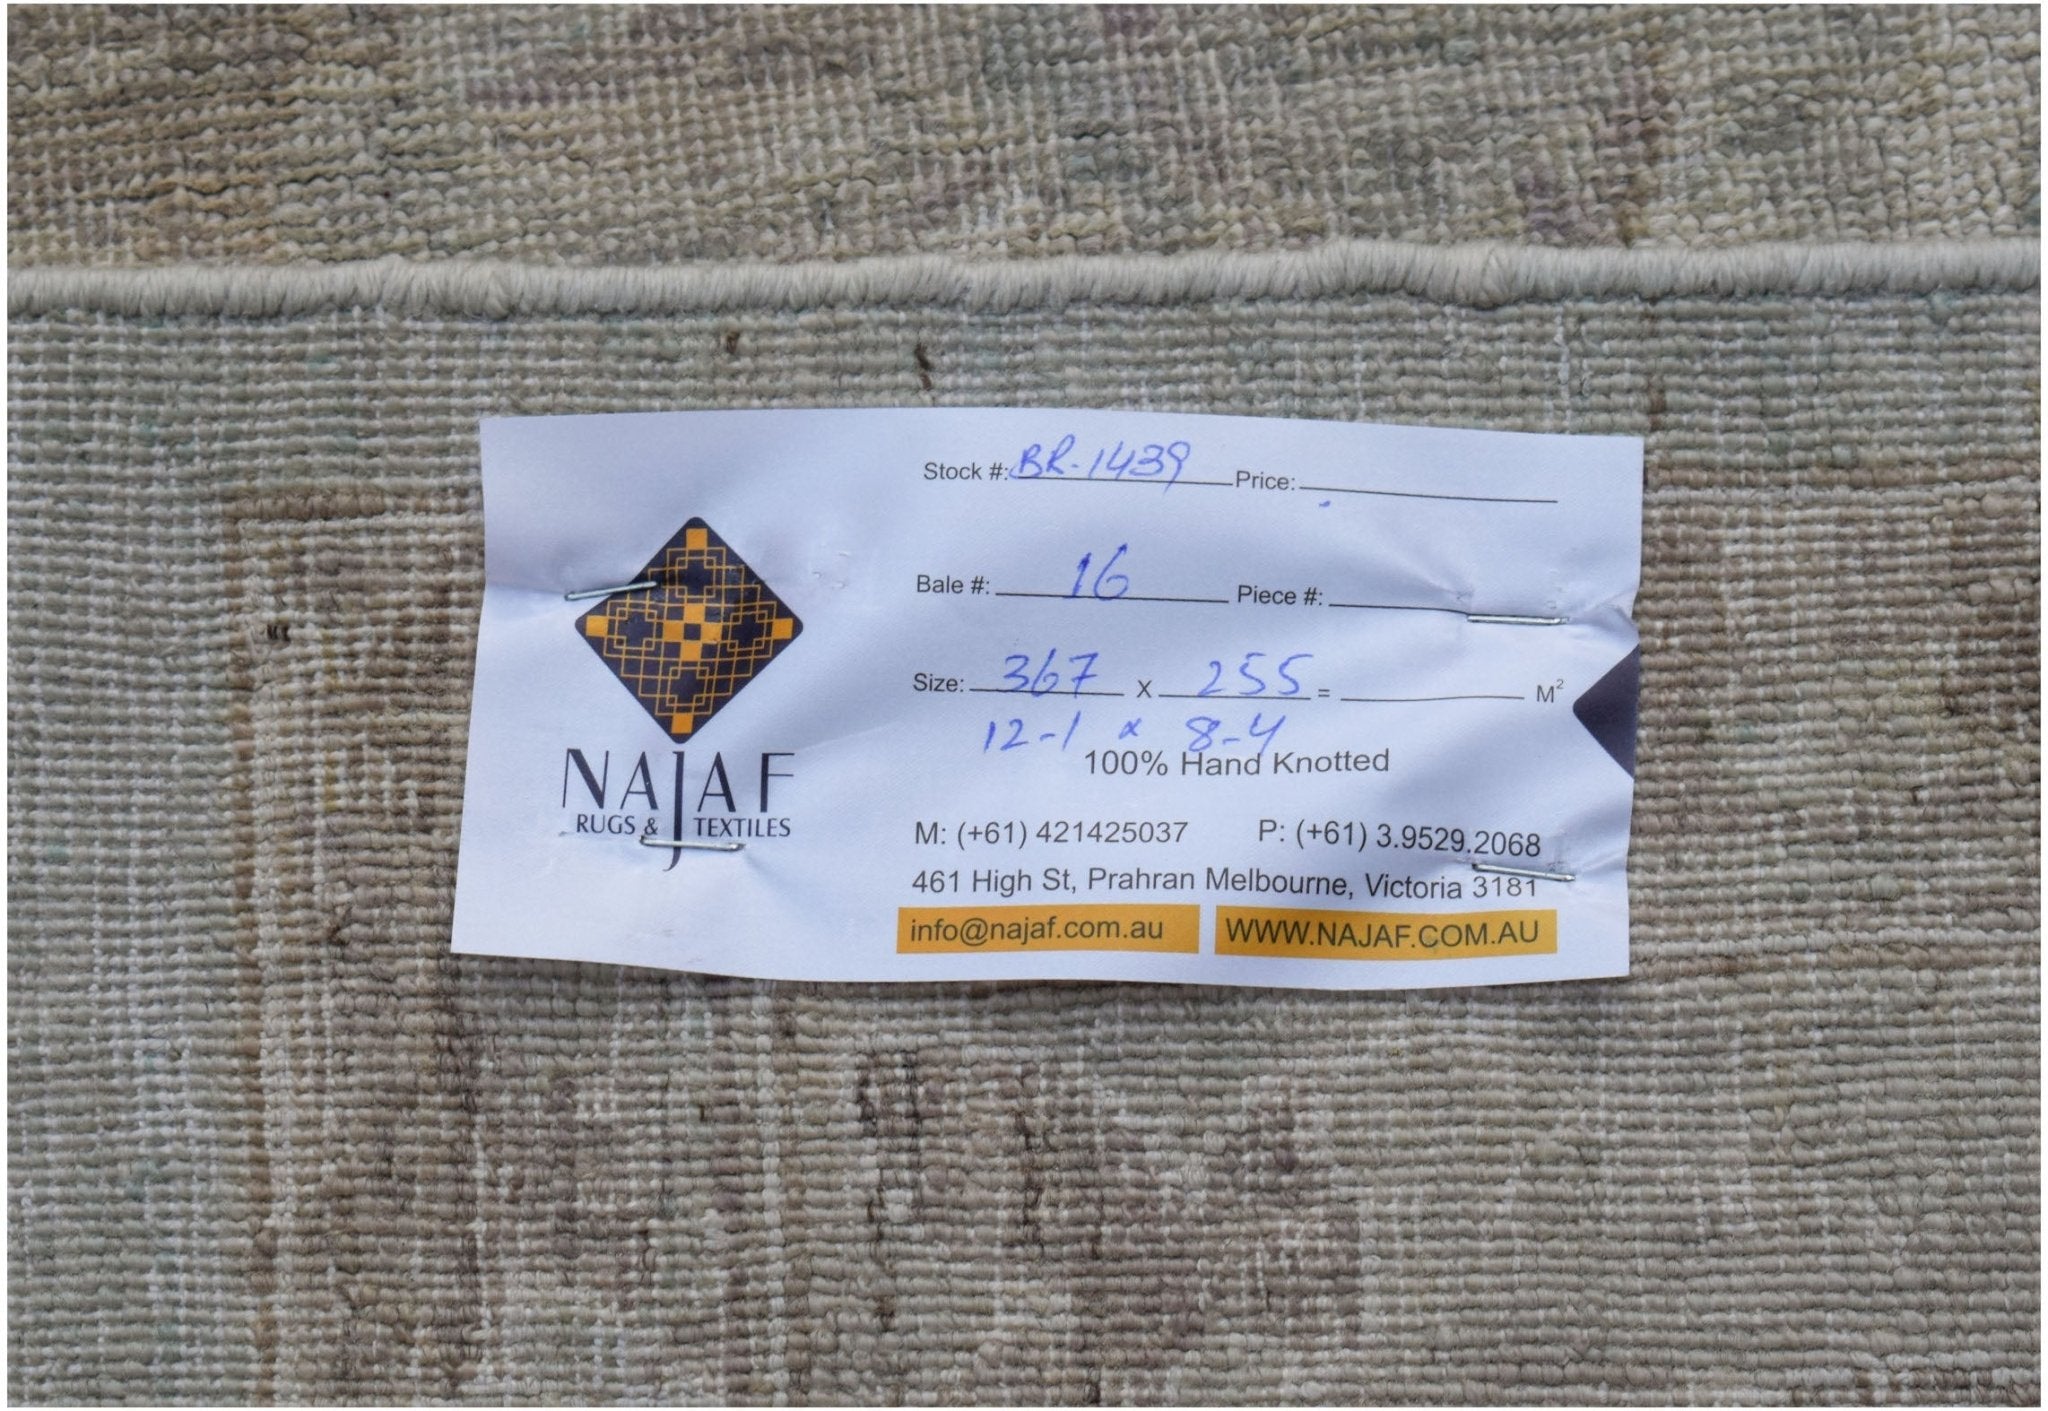 Stock #: BR-1439 Price:
Bale #: 16 Piece #:
Size: 367 x 255 = M²
12-1 x 8-4
100% Hand Knotted
NAJAF
RUGS & TEXTILES
M: (+61) 421425037 P: (+61) 3.9529.2068
461 High St, Prahran Melbourne, Victoria 3181
info@najaf.com.au WWW.NAJAF.COM.AU